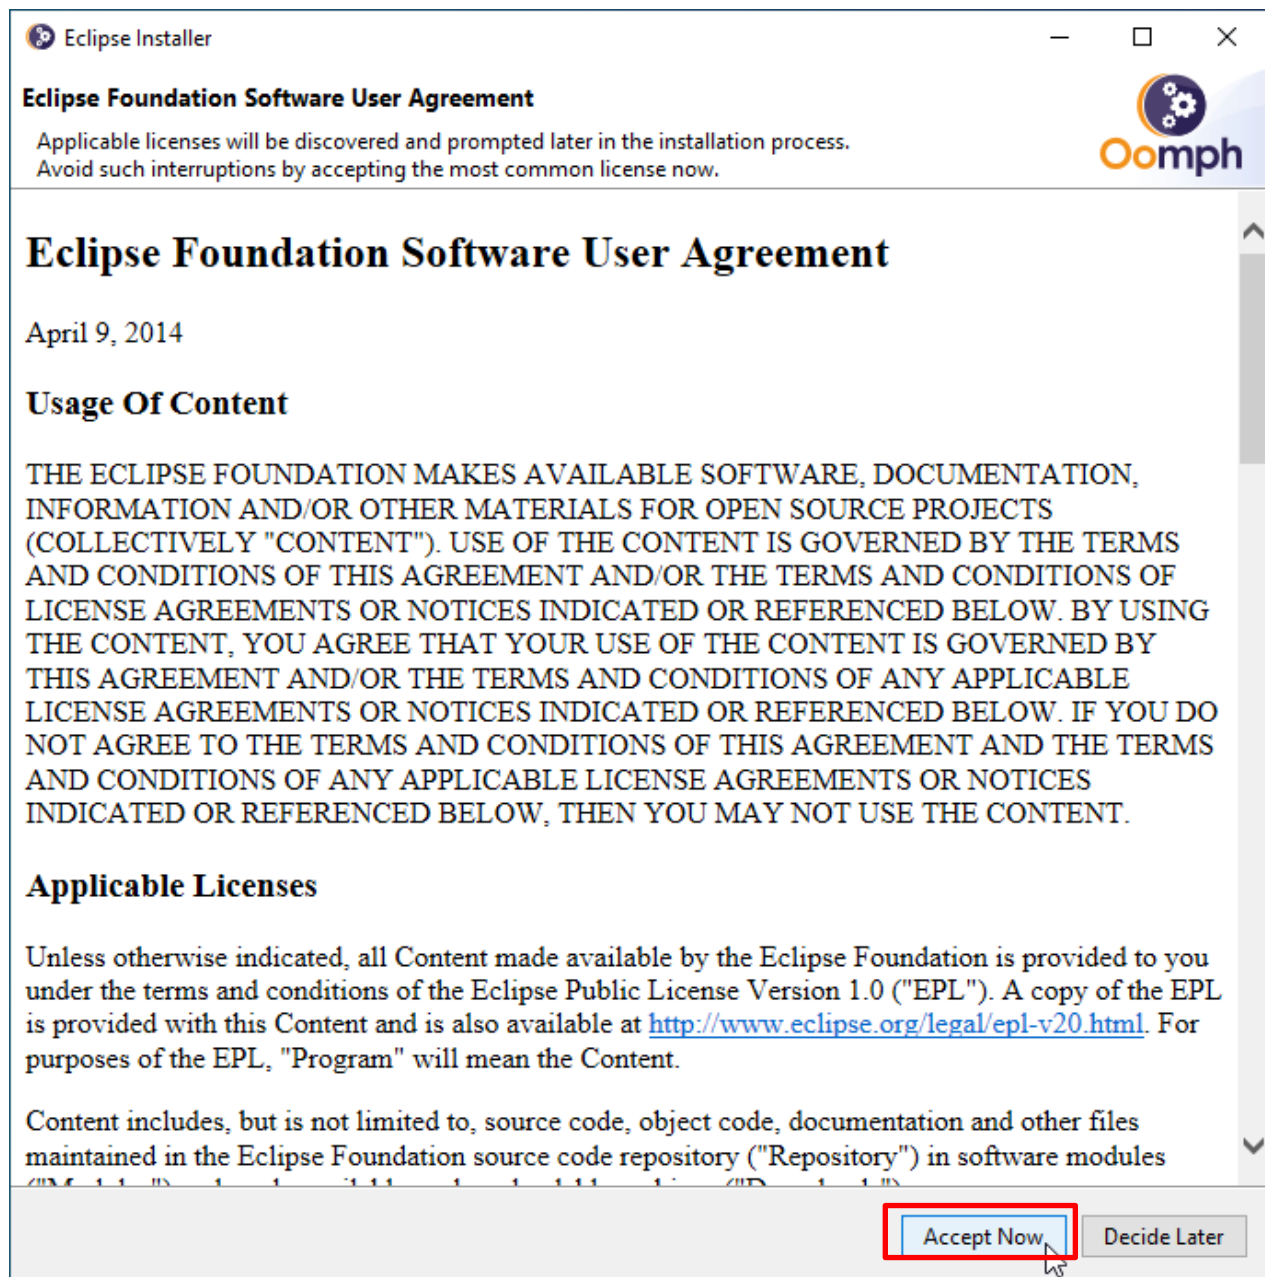 Eclipse Installer
Eclipse Foundation Software User Agreement
Applicable licenses will be discovered and prompted later in the installation process.
Avoid such interruptions by accepting the most common license now.
Oomph
Eclipse Foundation Software User Agreement
April 9, 2014
Usage Of Content
THE ECLIPSE FOUNDATION MAKES AVAILABLE SOFTWARE, DOCUMENTATION,
INFORMATION AND/OR OTHER MATERIALS FOR OPEN SOURCE PROJECTS
(COLLECTIVELY "CONTENT"). USE OF THE CONTENT IS GOVERNED BY THE TERMS
AND CONDITIONS OF THIS AGREEMENT AND/OR THE TERMS AND CONDITIONS OF
LICENSE AGREEMENTS OR NOTICES INDICATED OR REFERENCED BELOW. BY USING
THE CONTENT, YOU AGREE THAT YOUR USE OF THE CONTENT IS GOVERNED BY
THIS AGREEMENT AND/OR THE TERMS AND CONDITIONS OF ANY APPLICABLE
LICENSE AGREEMENTS OR NOTICES INDICATED OR REFERENCED BELOW. IF YOU DO
NOT AGREE TO THE TERMS AND CONDITIONS OF THIS AGREEMENT AND THE TERMS
AND CONDITIONS OF ANY APPLICABLE LICENSE AGREEMENTS OR NOTICES
INDICATED OR REFERENCED BELOW, THEN YOU MAY NOT USE THE CONTENT.
Applicable Licenses
Unless otherwise indicated, all Content made available by the Eclipse Foundation is provided to you
under the terms and conditions of the Eclipse Public License Version 1.0 ("EPL"). A copy of the EPL
is provided with this Content and is also available at http://www.eclipse.org/legal/epl-v20.html. For
purposes of the EPL, "Program" will mean the Content.
Content includes, but is not limited to, source code, object code, documentation and other files
maintained in the Eclipse Foundation source code repository ("Repository") in software modules
Accept Now
Decide Later